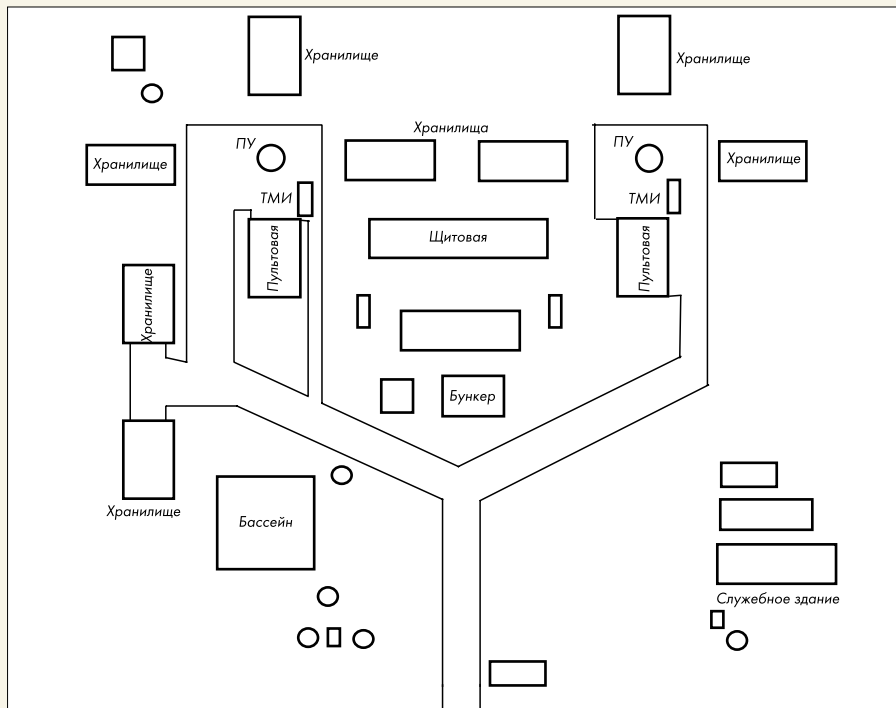 Хранилище
Хранилище
Хранилища
ПУ
ПУ
Хранилище
Хранилище
ТМИ
ТМИ
Щитовая
Пультовая
Пультовая
Хранилище
Бункер
Хранилище
Бассейн
Служебное здание